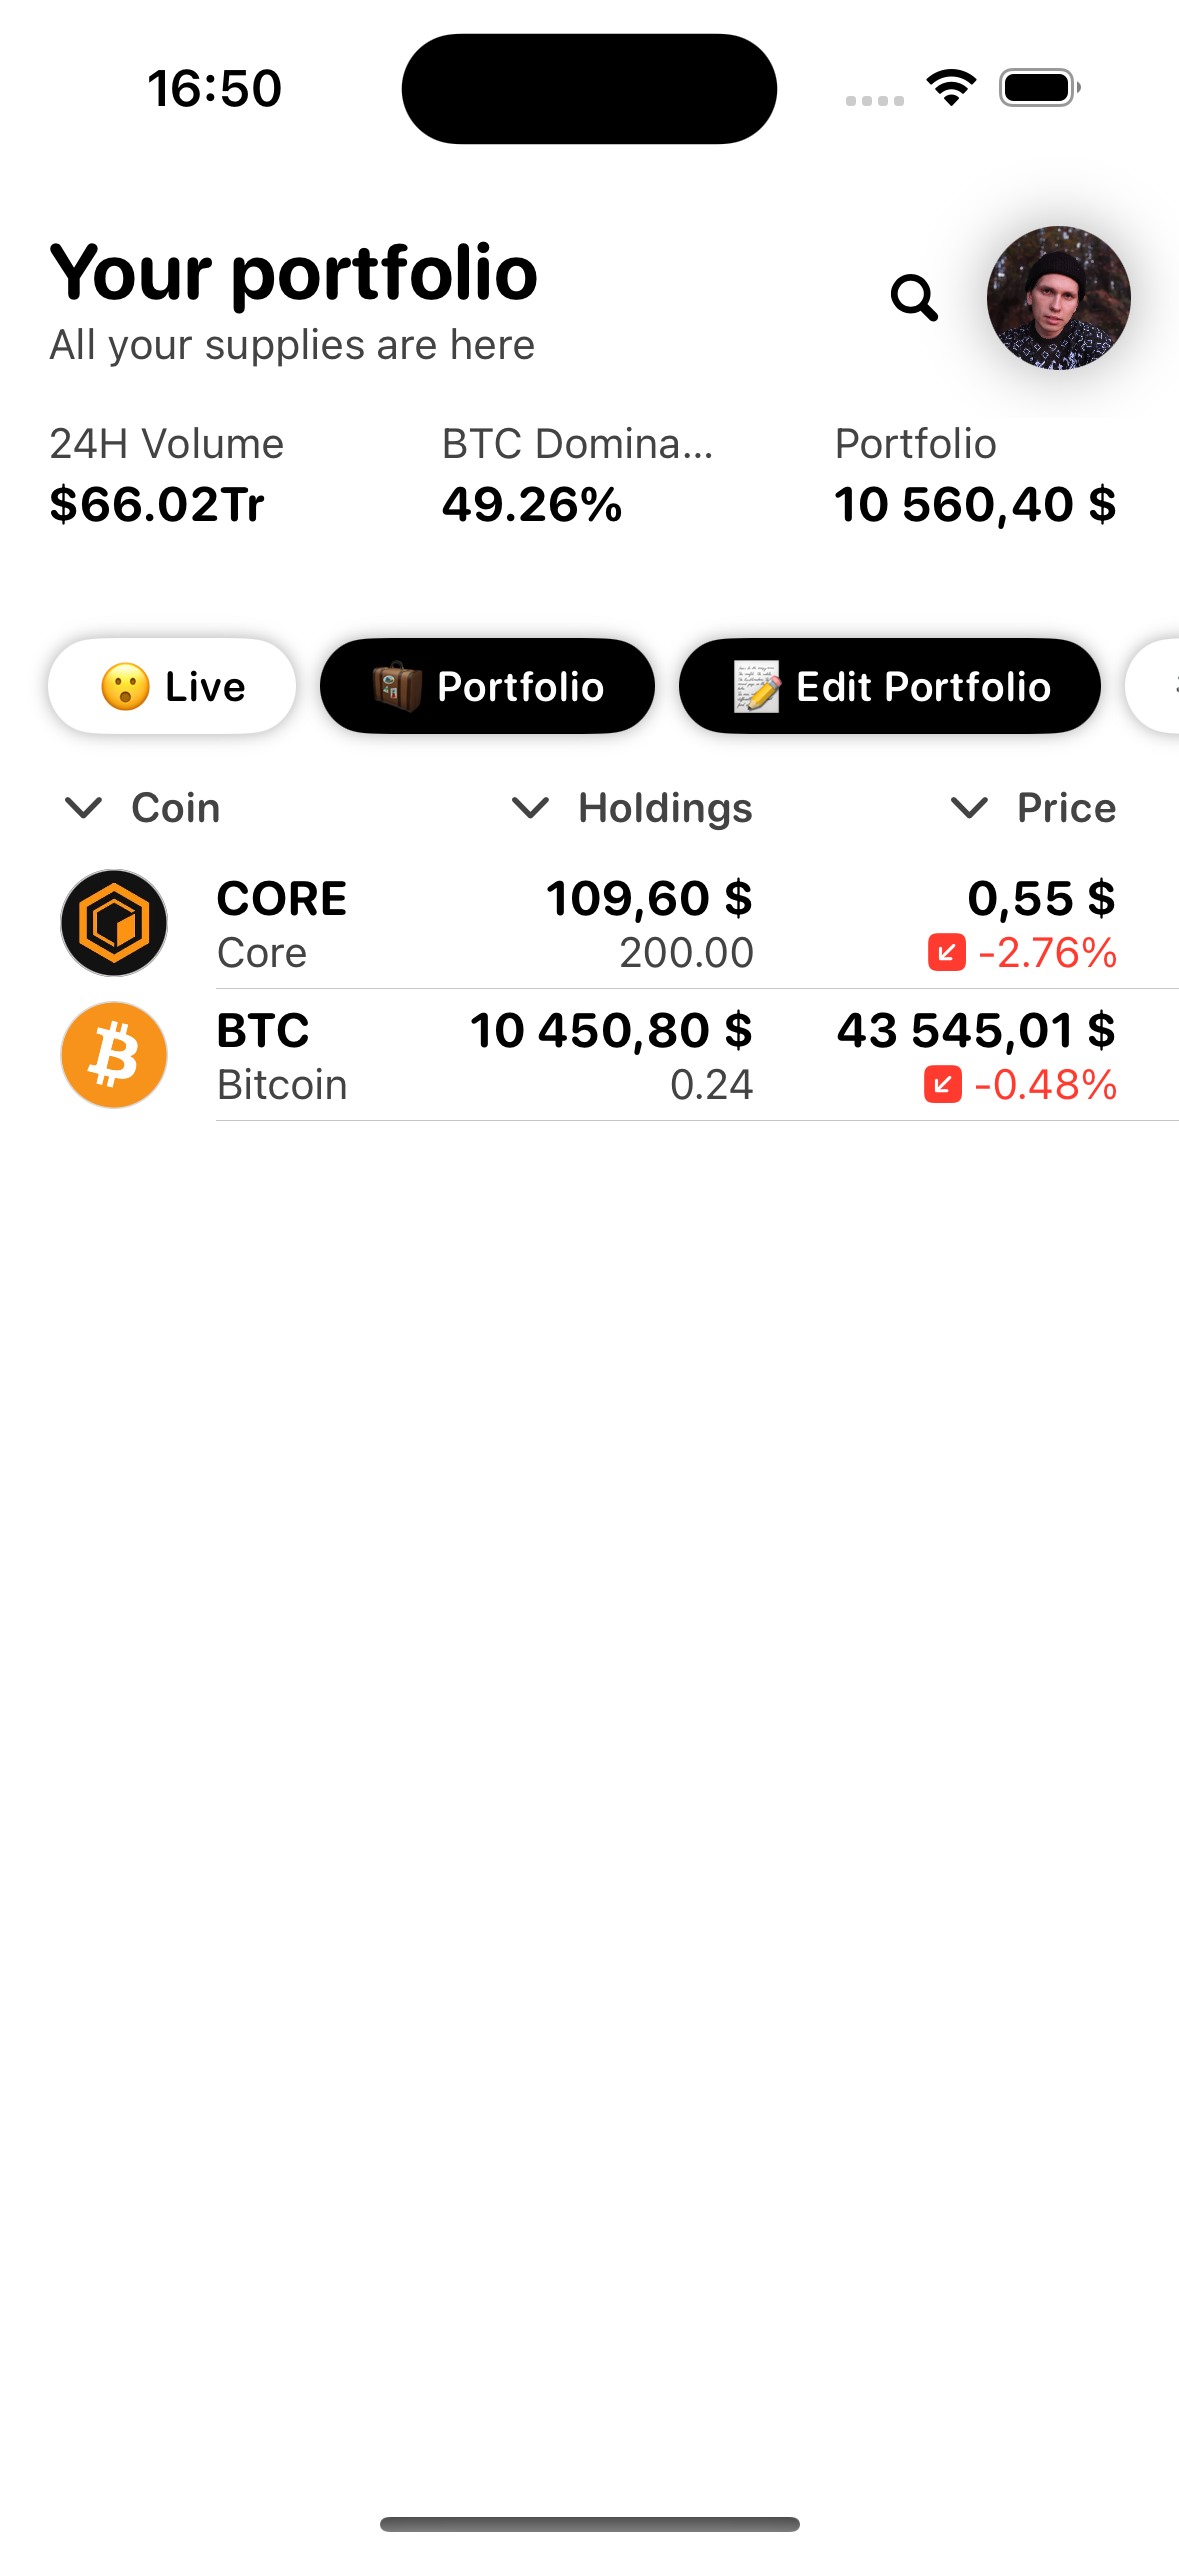 16:50
Your portfolio
All your supplies are here
24H Volume
BTC Domina...
Portfolio
$66.02Tr
49.26%
10 560,40 $
Live
Portfolio
Edit Portfolio
Coin
Holdings
Price
CORE
109,60 $
0,55 $
Core
200.00
-2.76%
BTC
10 450,80 $
43 545,01 $
Bitcoin
0.24
-0.48%